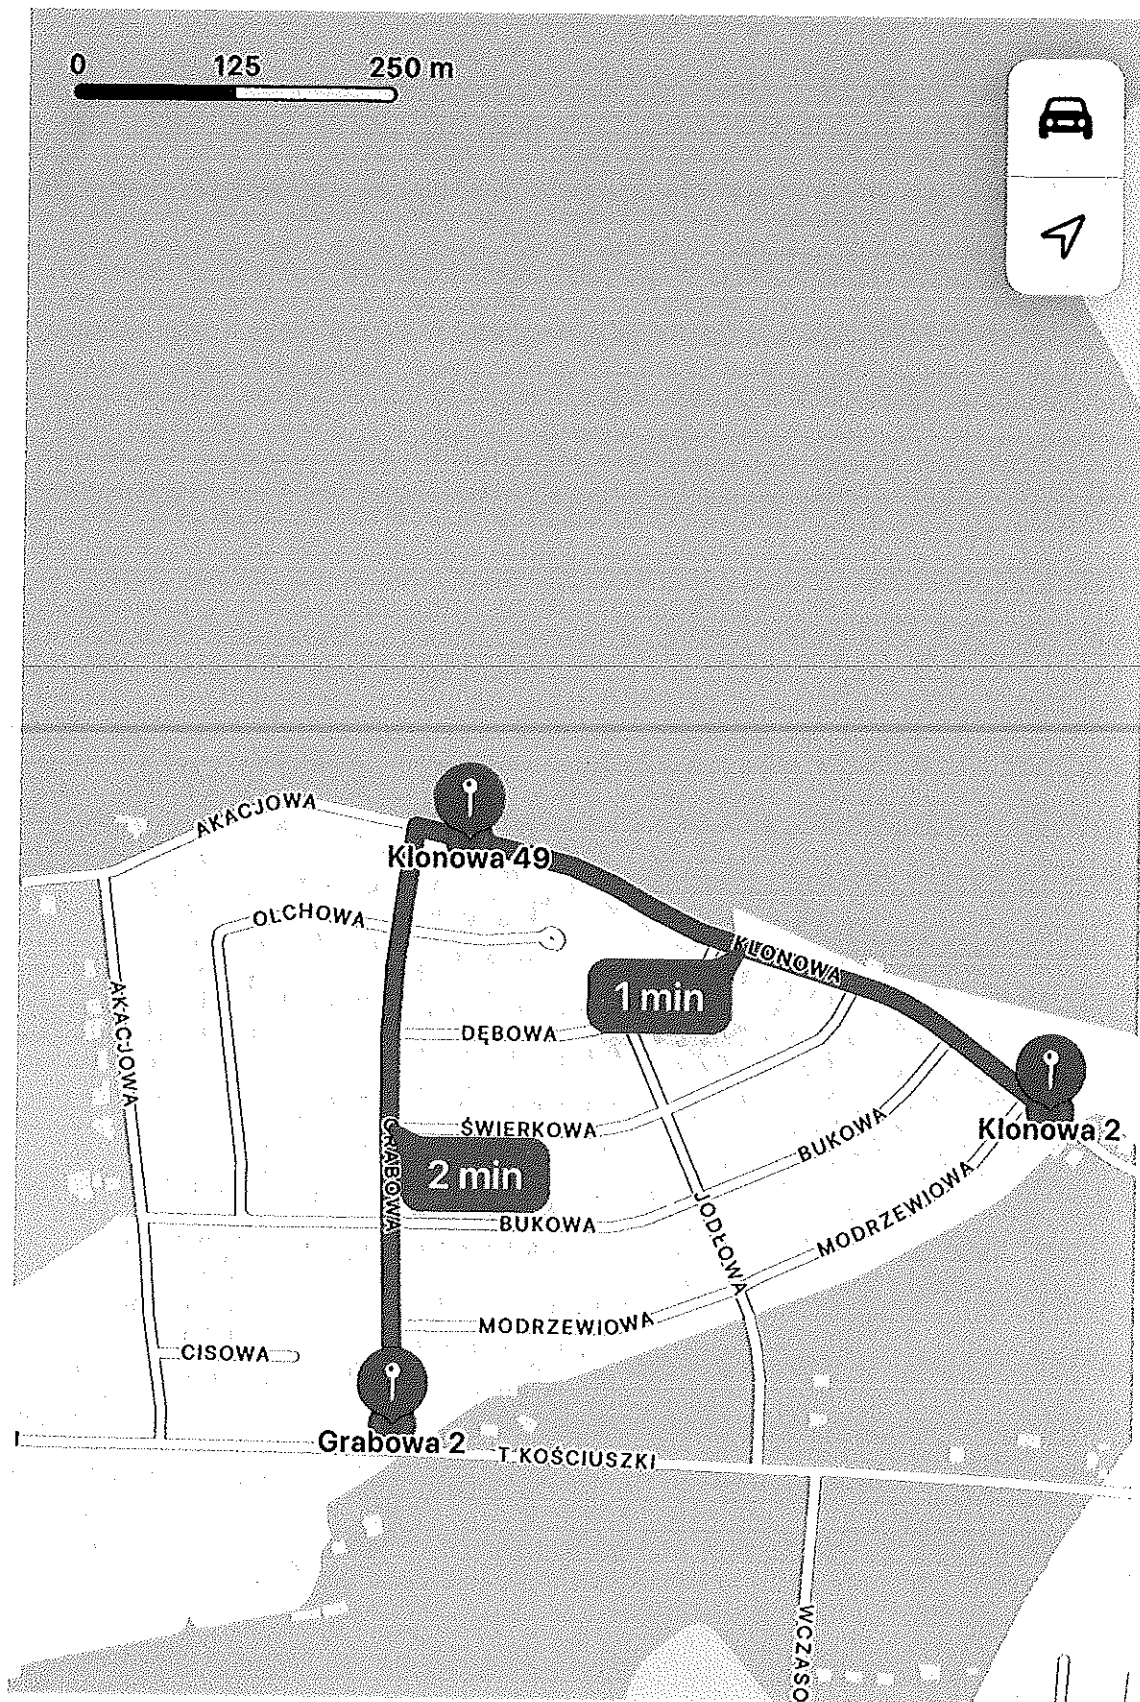 0 125 250 m
AKACJOWA
Klonowa 49
OLCHOWA
KLONOWA
1 min
AKACJOWA
DĘBOWA
ŚWIERKOWA
Klonowa 2
GRABOWA
2 min
BUKOWA
BUKOWA
JODŁOWA
MODRZEWIOWA
MODRZEWIOWA
CISOWA
Grabowa 2
T KOŚCIUSZKI
WCZASO